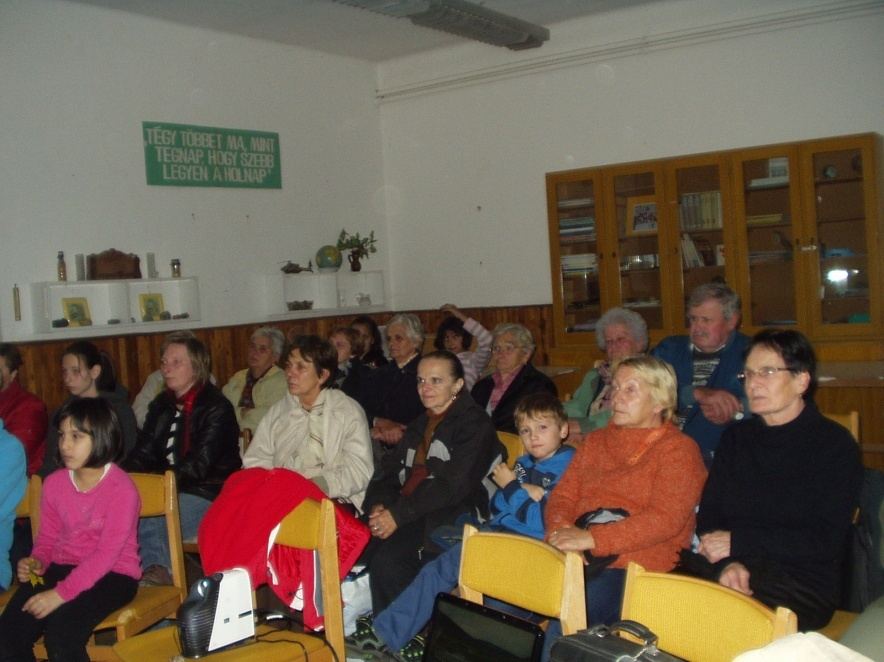 „TÉGY TÖBBET MA, MINT
TEGNAP, HOGY SZEBB
LEGYEN A HOLNAP"